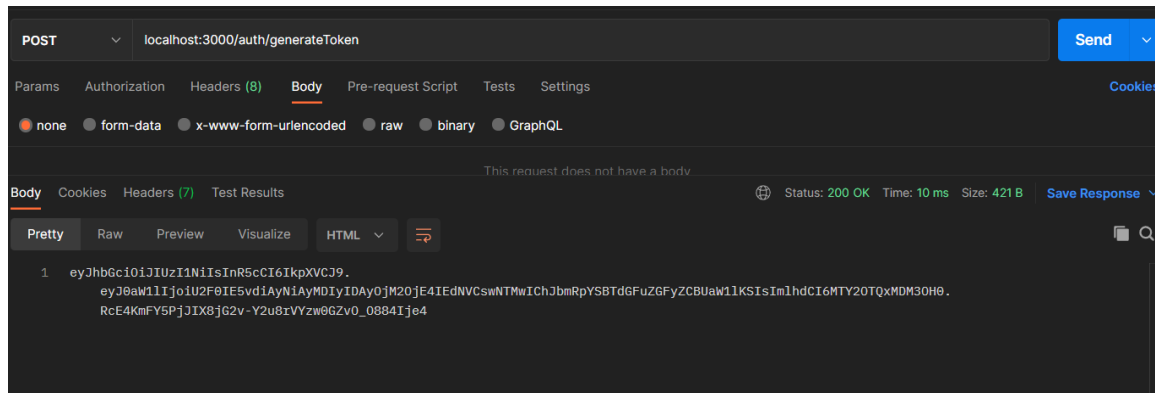 POST localhost:3000/auth/generateToken Send
Params Authorization Headers (8) Body Pre-request Script Tests Settings Cookies
none form-data x-www-form-urlencoded raw binary GraphQL
This request does not have a body
Body Cookies Headers (7) Test Results Status: 200 OK Time: 10 ms Size: 421 B Save Response
Pretty Raw Preview Visualize HTML
1 eyJhbGciOiJIUzI1NiIsInR5cCI6IkpXVCJ9.
eyJ0aW1lIjoiU2F0IE5vdiAyNiAyMDIyIDAyOjM2OjE4IEdNVCswNTMwIChJbmRpYSBTdGFuZGFyZCBUaW1lKSIsImlhdCI6MTY2OTQxMDM3OH0.
RcE4KmFY5PjJIX8jG2v-Y2u8rVYzw0GZvO_O884Ije4